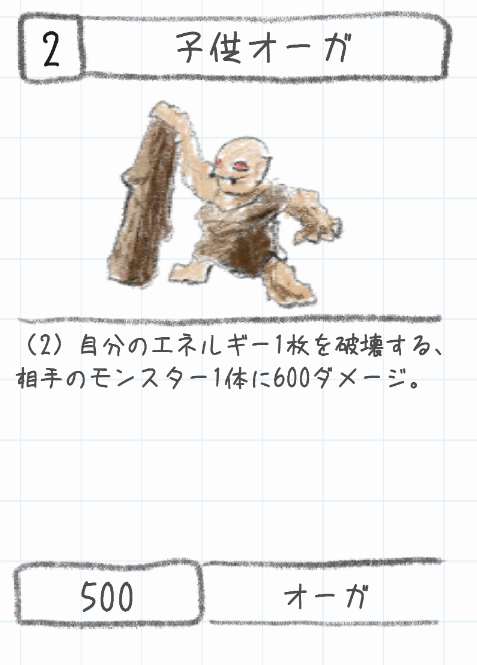 2
子供オーガ
（2）自分のエネルギー1枚を破壊する、
相手のモンスター1体に600ダメージ。
500
オーガ